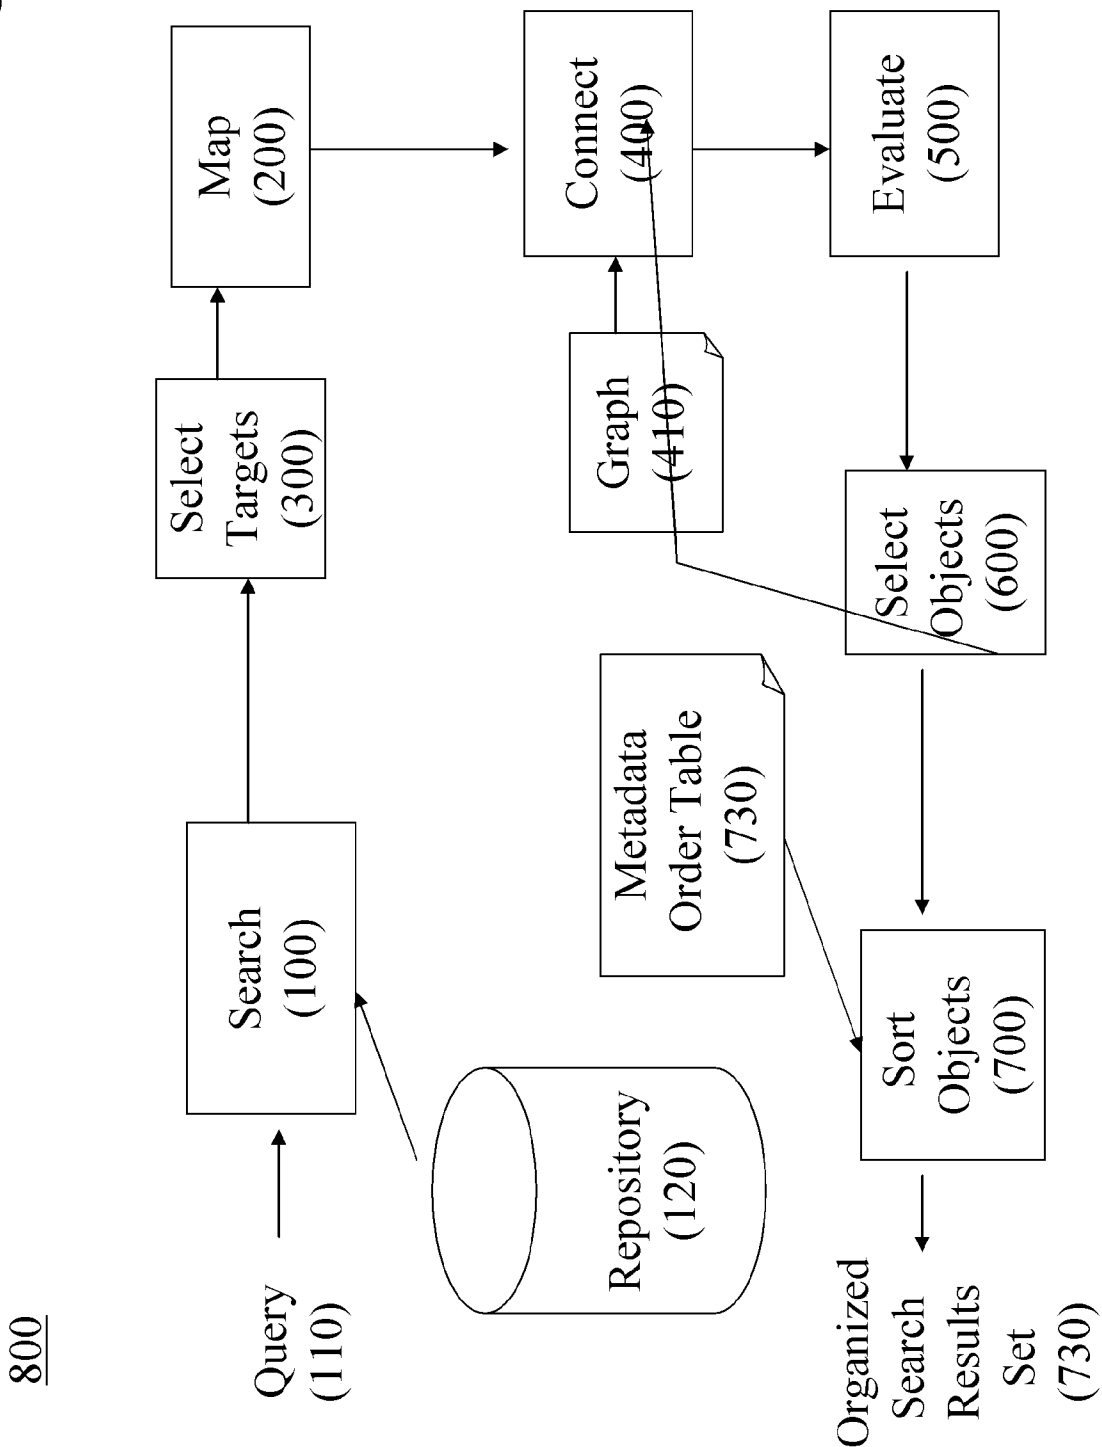 800
Query
(110)
Search
(100)
Select
Targets
(300)
Map
(200)
Repository
(120)
Metadata
Order Table
(730)
Graph
(410)
Connect
(400)
Organized
Search
Results
Set
(730)
Sort
Objects
(700)
Select
Objects
(600)
Evaluate
(500)